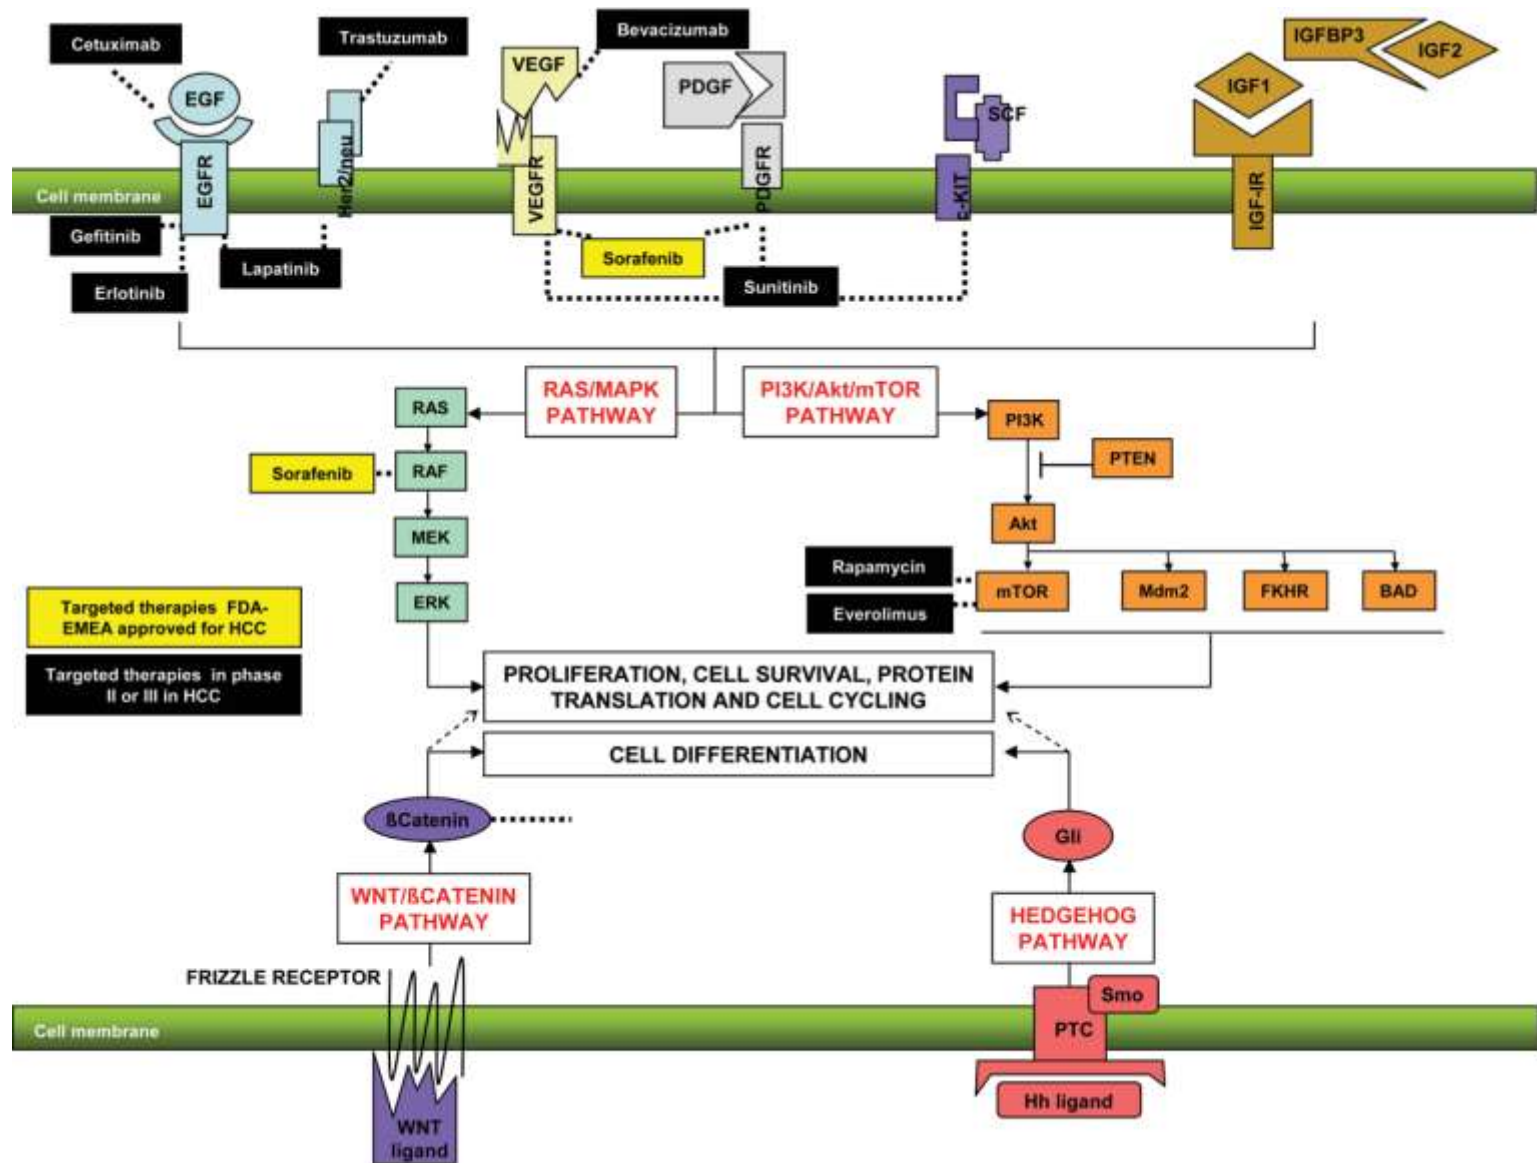 Cetuximab
Trastuzumab
Bevacizumab
EGF
VEGF
PDGF
SCF
IGF1
IGFBP3
IGF2
Cell membrane
EGFR
Her2/neu
VEGFR
PDGFR
c-KIT
IGF-IR
Gefitinib
Lapatinib
Erlotinib
Sorafenib
Sunitinib
RAS/MAPK
PATHWAY
PI3K/Akt/mTOR
PATHWAY
RAS
PI3K
Sorafenib
RAF
PTEN
MEK
Akt
Rapamycin
ERK
mTOR
Mdm2
FKHR
BAD
Everolimus
Targeted therapies FDA-
EMEA approved for HCC
Targeted therapies in phase
II or III in HCC
PROLIFERATION, CELL SURVIVAL, PROTEIN
TRANSLATION AND CELL CYCLING
CELL DIFFERENTIATION
ßCatenin
Gli
WNT/ßCATENIN
PATHWAY
HEDGEHOG
PATHWAY
FRIZZLE RECEPTOR
Smo
Cell membrane
PTC
Hh ligand
WNT
ligand